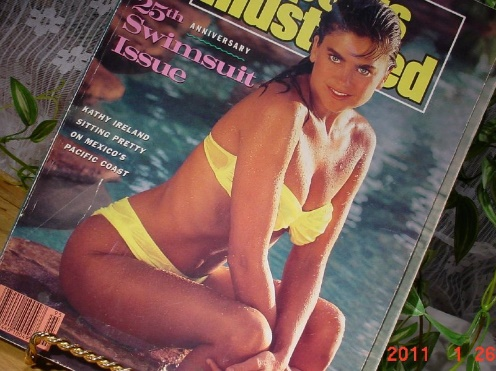 Illustrated
25th
ANNIVERSARY
Swimsuit
Issue
KATHY IRELAND
SITTING PRETTY
ON MEXICO'S
PACIFIC COAST
2011 1 26